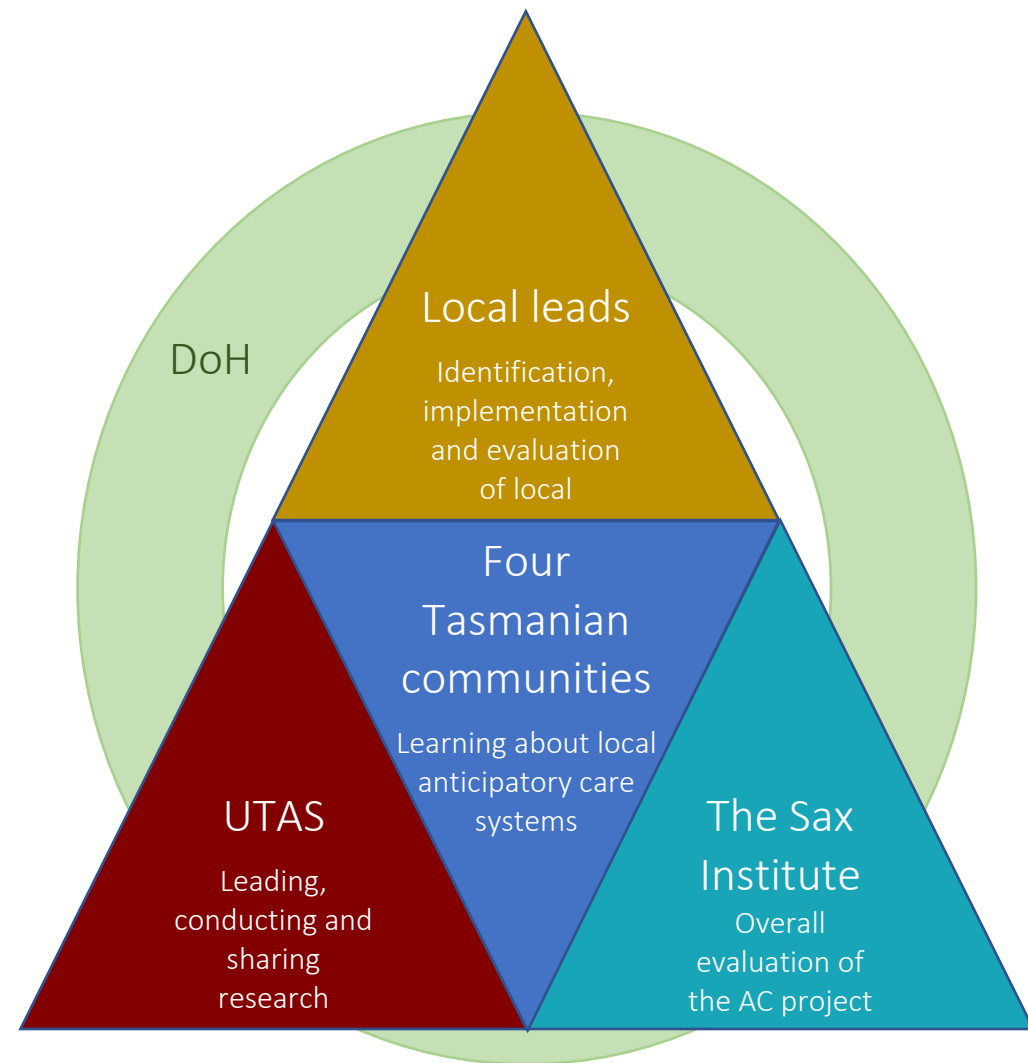 Local leads
DoH
Identification,
implementation
and evaluation
of local
Four
Tasmanian
communities
Learning about local
anticipatory care
systems
UTAS
Leading,
conducting and
sharing
research
The Sax
Institute
Overall
evaluation of
the AC project